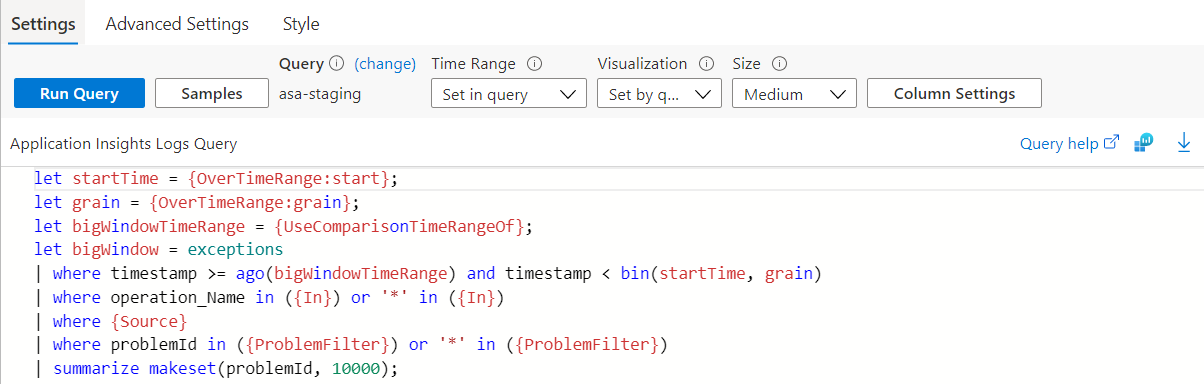 Settings Advanced Settings Style
Query (change) Time Range Visualization Size
Run Query Samples asa-staging Set in query Set by q... Medium Column Settings
Application Insights Logs Query Query help
let startTime = {OverTimeRange:start};
let grain = {OverTimeRange:grain};
let bigWindowTimeRange = {UseComparisonTimeRangeOf};
let bigWindow = exceptions
| where timestamp >= ago(bigWindowTimeRange) and timestamp < bin(startTime, grain)
| where operation_Name in ({In}) or '*' in ({In})
| where {Source}
| where problemId in ({ProblemFilter}) or '*' in ({ProblemFilter})
| summarize makeset(problemId, 10000);